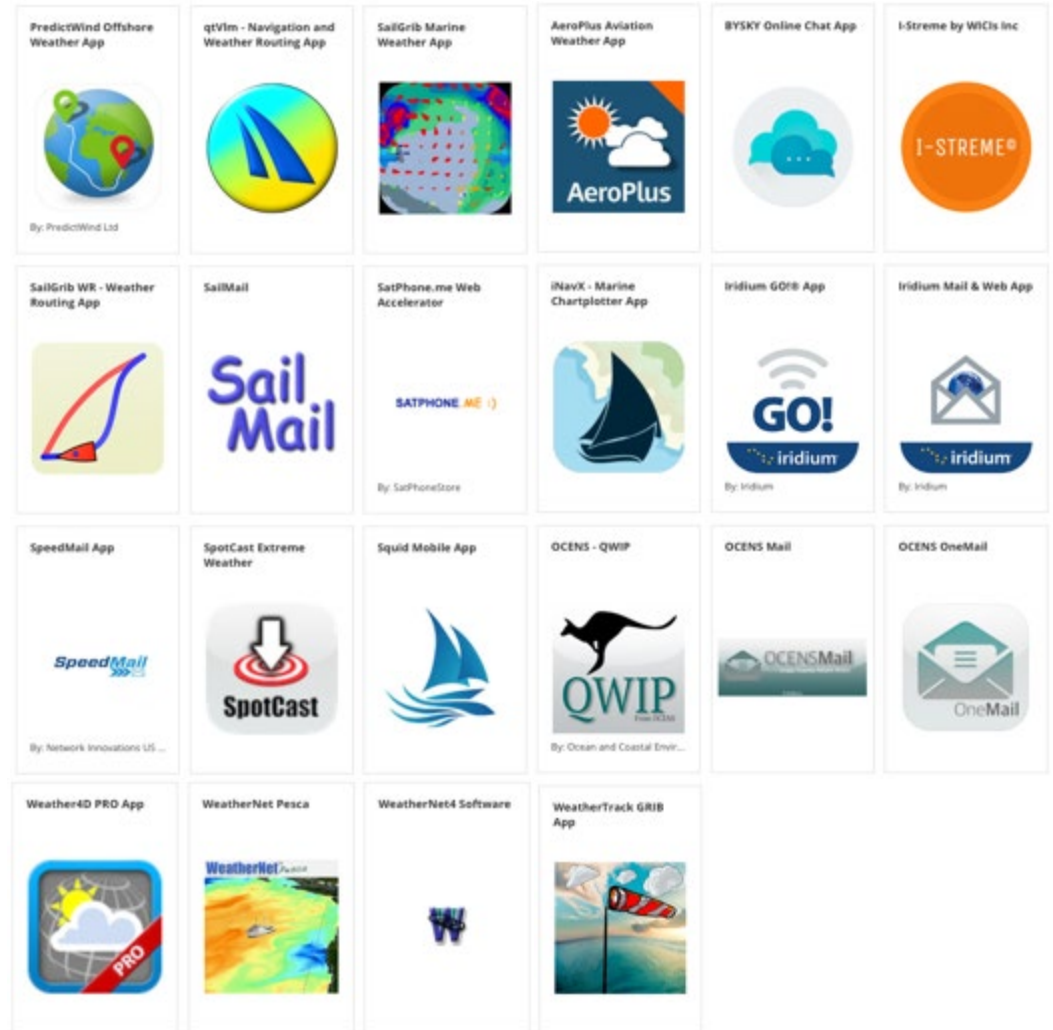 PredictWind Offshore
Weather App
By: PredictWind Ltd
qtVlm - Navigation and
Weather Routing App
SailGrib Marine
Weather App
AeroPlus Aviation
Weather App
AeroPlus
BYSKY Online Chat App
I-Streme by WiCIs Inc
I-STREME©
SailGrib WR - Weather
Routing App
SailMail
Sail
Mail
SatPhone.me Web
Accelerator
SATPHONE.ME :)
By: SatPhoneStore
iNavX - Marine
Chartplotter App
Iridium GO!® App
GO!
iridium
By: Iridium
Iridium Mail & Web App
iridium
By: Iridium
SpeedMail App
SpeedMail
By: Network Innovations US ...
SpotCast Extreme
Weather
SpotCast
Squid Mobile App
OCENS - QWIP
QWIP
From OCENS
By: Ocean and Coastal Envir...
OCENS Mail
OCENSMail
OCENS OneMail
OneMail
Weather4D PRO App
PRO
WeatherNet Pesca
WeatherNet Pesca
WeatherNet4 Software
W
WeatherTrack GRIB
App